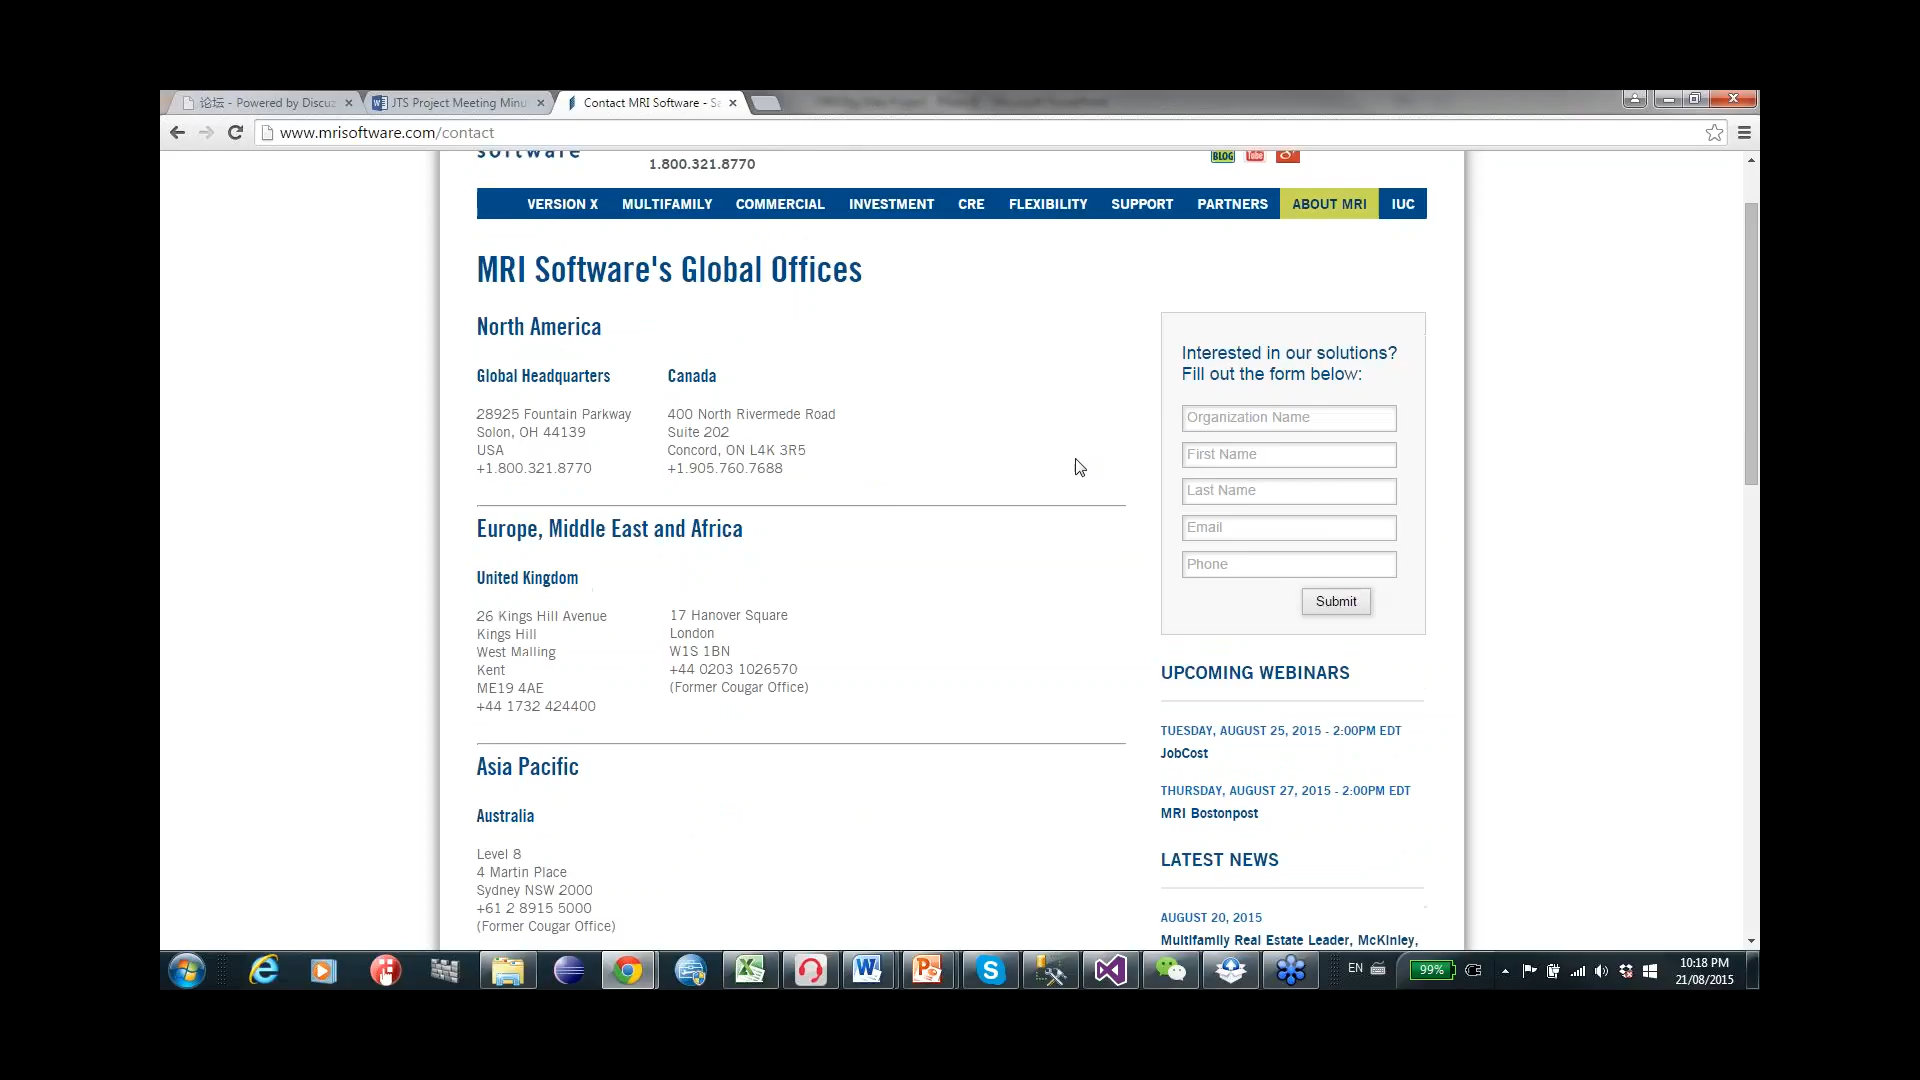 论坛 - Powered by Discuz
JTS Project Meeting Minu
Contact MRI Software - Se
www.mrisoftware.com/contact
software
1.800.321.8770
BLOG
VERSION X
MULTIFAMILY
COMMERCIAL
INVESTMENT
CRE
FLEXIBILITY
SUPPORT
PARTNERS
ABOUT MRI
IUC
MRI Software's Global Offices
North America
Global Headquarters
28925 Fountain Parkway
Solon, OH 44139
USA
+1.800.321.8770
Canada
400 North Rivermede Road
Suite 202
Concord, ON L4K 3R5
+1.905.760.7688
Europe, Middle East and Africa
United Kingdom
26 Kings Hill Avenue
Kings Hill
West Malling
Kent
ME19 4AE
+44 1732 424400
17 Hanover Square
London
W1S 1BN
+44 0203 1026570
(Former Cougar Office)
Asia Pacific
Australia
Level 8
4 Martin Place
Sydney NSW 2000
+61 2 8915 5000
(Former Cougar Office)
Interested in our solutions?
Fill out the form below:
Organization Name
First Name
Last Name
Email
Phone
Submit
UPCOMING WEBINARS
TUESDAY, AUGUST 25, 2015 - 2:00PM EDT
JobCost
THURSDAY, AUGUST 27, 2015 - 2:00PM EDT
MRI Bostonpost
LATEST NEWS
AUGUST 20, 2015
Multifamily Real Estate Leader, McKinley,
EN
99%
10:18 PM
21/08/2015